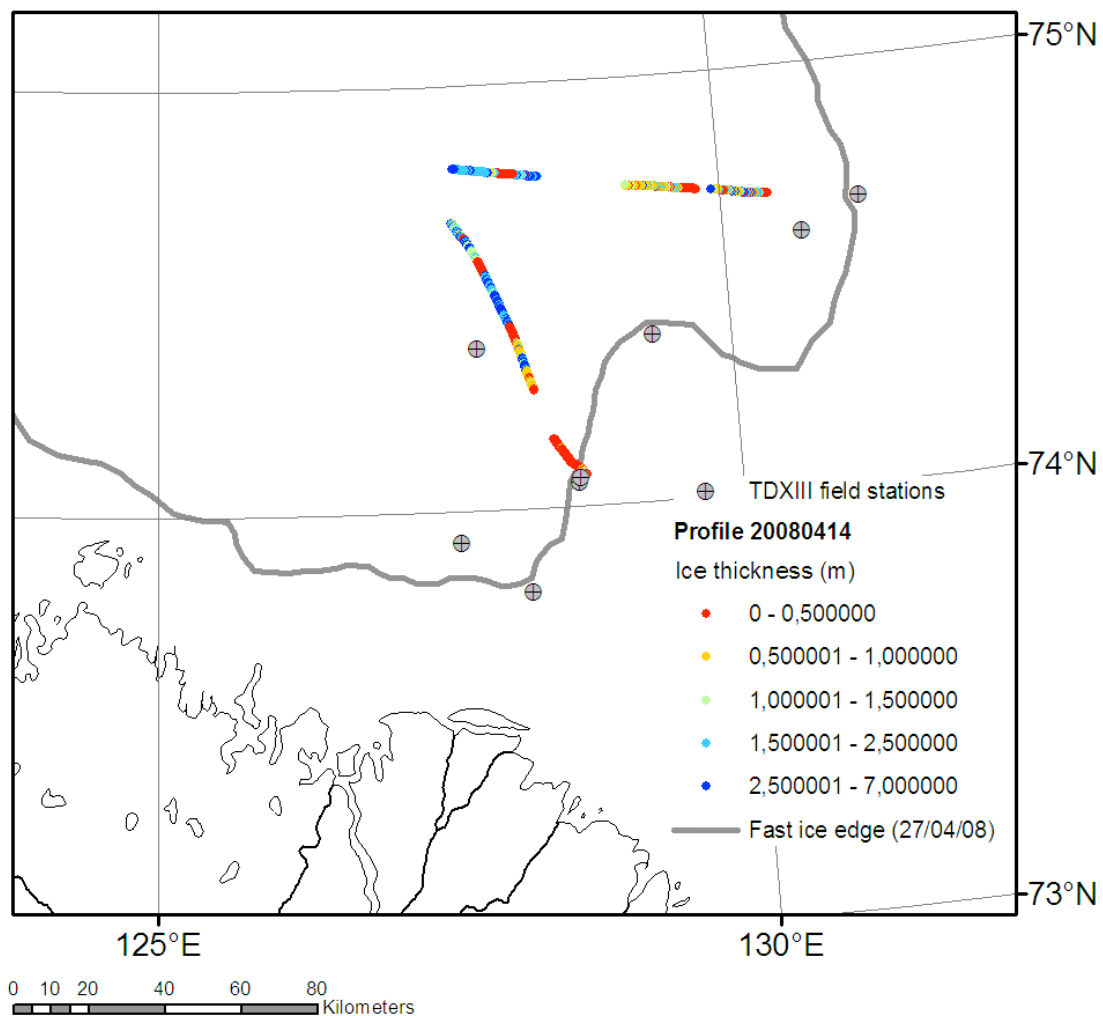 75°N
74°N
TDXIII field stations
Profile 20080414
Ice thickness (m)
0 - 0,500000
0,500001 - 1,000000
1,000001 - 1,500000
1,500001 - 2,500000
2,500001 - 7,000000
Fast ice edge (27/04/08)
73°N
125°E 130°E
0 10 20 40 60 80
Kilometers